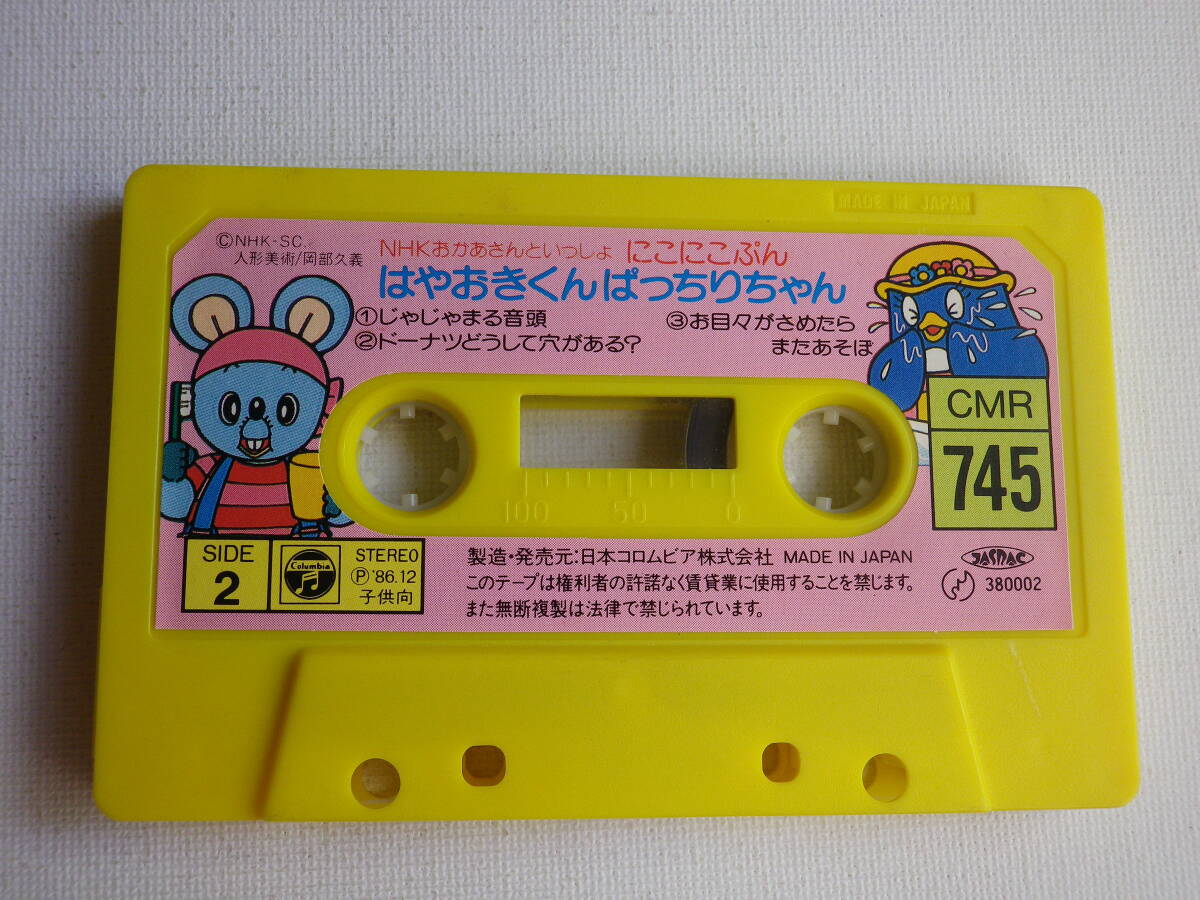 MADE IN JAPAN
ⒸNHK・SC.
人形美術/岡部久義
NHKおかあさんといっしょ にこにこぷん
はやおきくん ぱっちりちゃん
①じゃじゃまる音頭
②ドーナツどうして穴がある?
③お目々がさめたら
またあそぼ
CMR
745
100 50 0
SIDE
2
Columbia
STEREO
Ⓟ'86.12
子供向
製造・発売元:日本コロムビア株式会社 MADE IN JAPAN
このテープは権利者の許諾なく賃貸業に使用することを禁じます。
また無断複製は法律で禁じられています。
JASRAC
380002